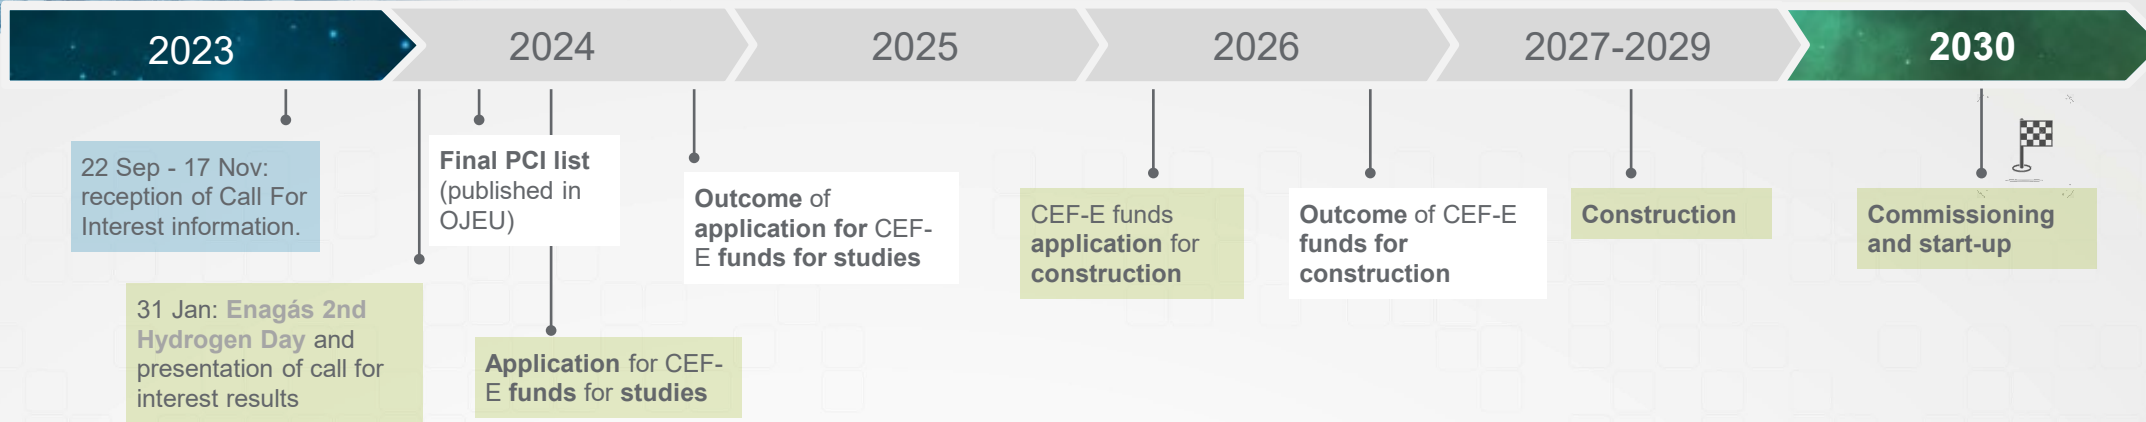 2023
2024
2025
2026
2027-2029
2030
22 Sep - 17 Nov:
reception of Call For
Interest information.
31 Jan: Enagás 2nd
Hydrogen Day and
presentation of call for
interest results
Final PCI list
(published in
OJEU)
Application for CEF-
E funds for studies
Outcome of
application for CEF-
E funds for studies
CEF-E funds
application for
construction
Outcome of CEF-E
funds for
construction
Construction
Commissioning
and start-up